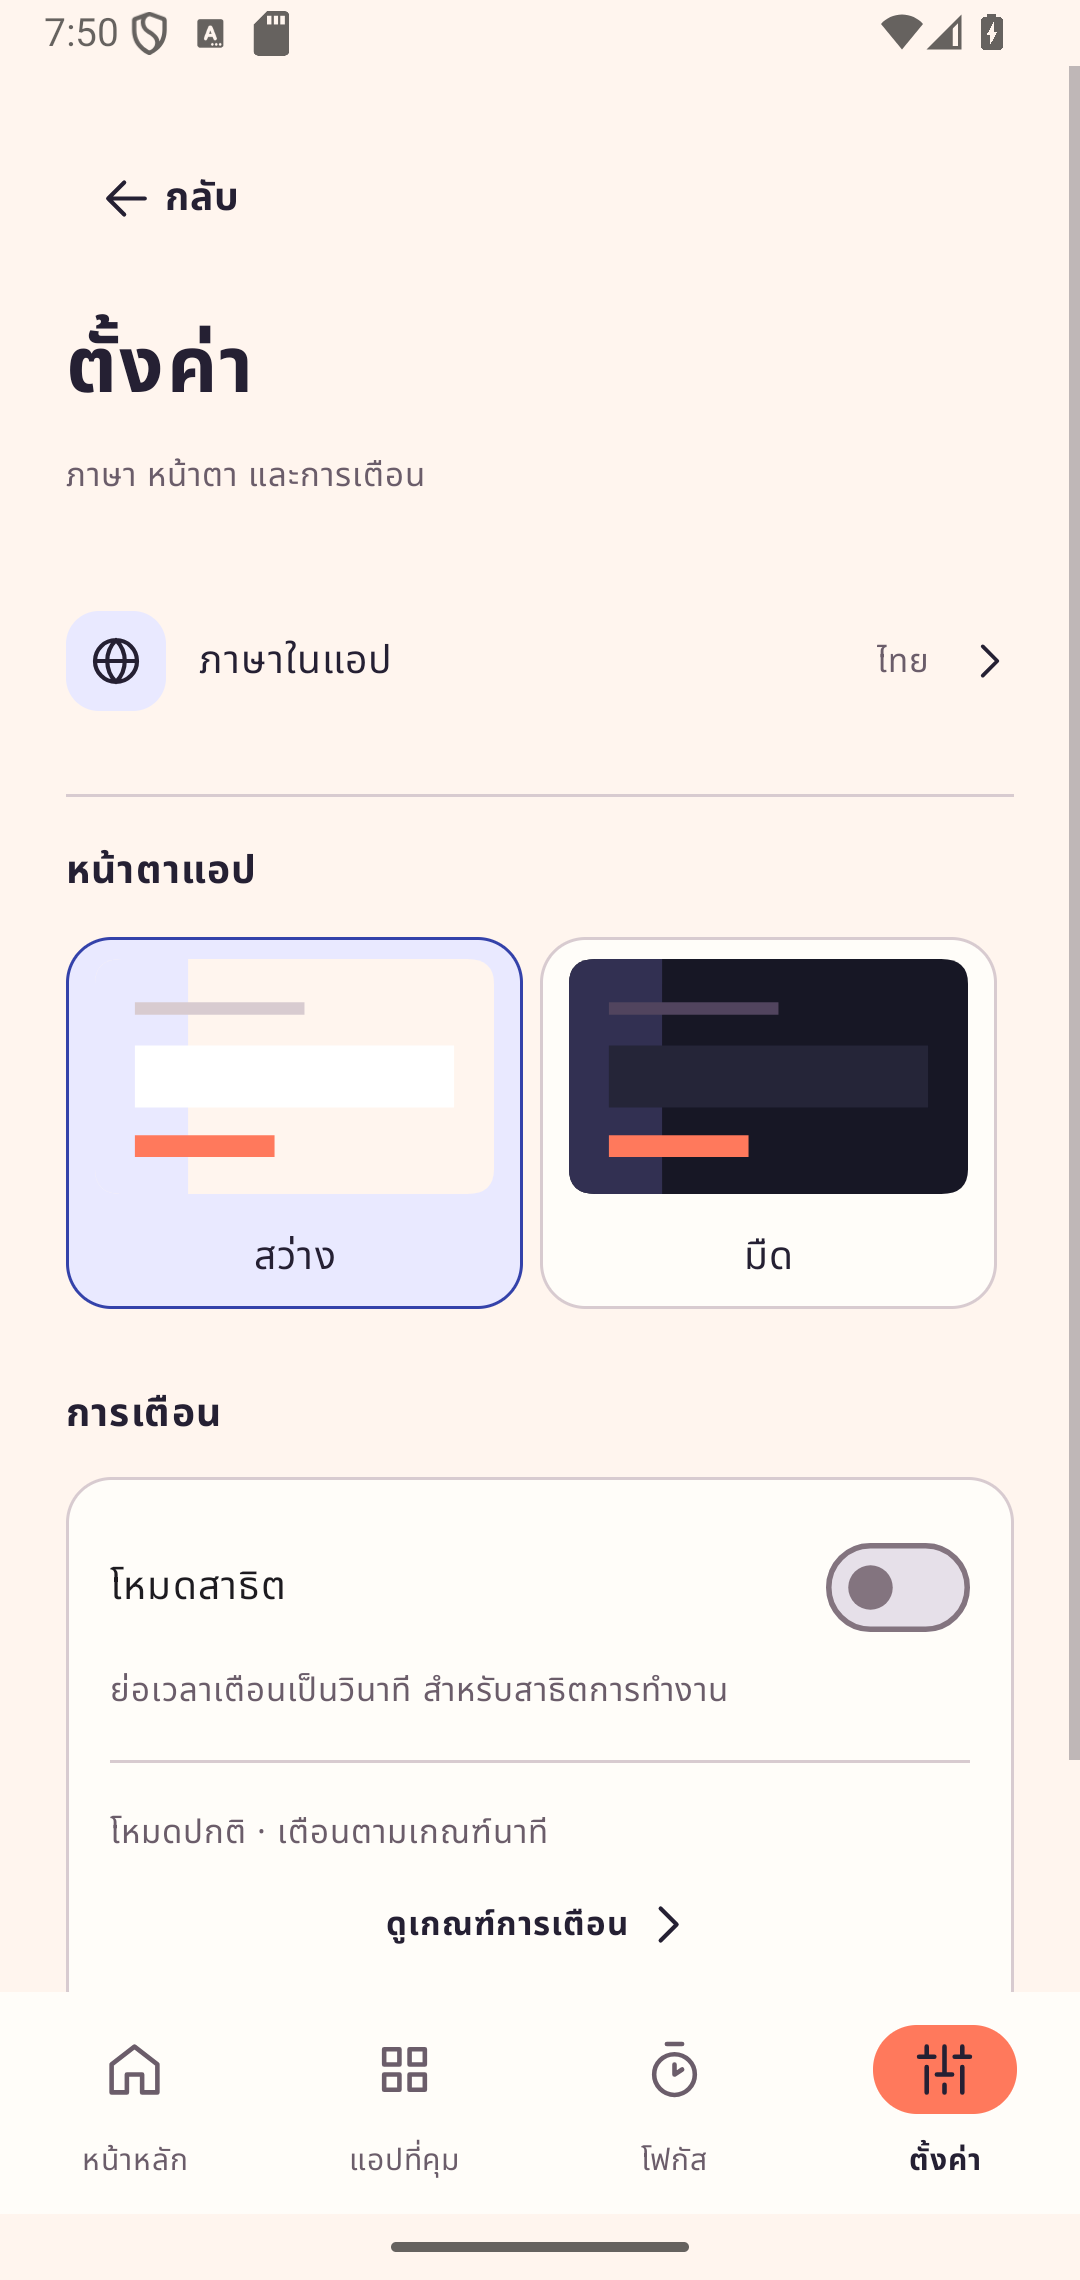 7:50
กลับ
ตั้งค่า
ภาษา หน้าตา และการเตือน
ภาษาในแอป
ไทย
หน้าตาแอป
สว่าง
มืด
การเตือน
โหมดสาธิต
ย่อเวลาเตือนเป็นวินาที สำหรับสาธิตการทำงาน
โหมดปกติ · เตือนตามเกณฑ์นาที
ดูเกณฑ์การเตือน
หน้าหลัก
แอปที่คุม
โฟกัส
ตั้งค่า